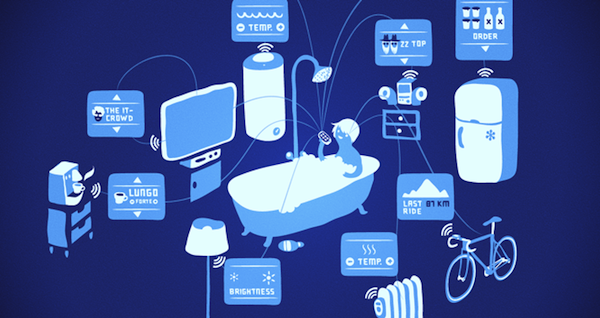 TEMP.
ZZ TOP
ORDER
THE IT-
CROWD
LUNGO
FORTE
LAST 87 KM
RIDE
TEMP.
BRIGHTNESS